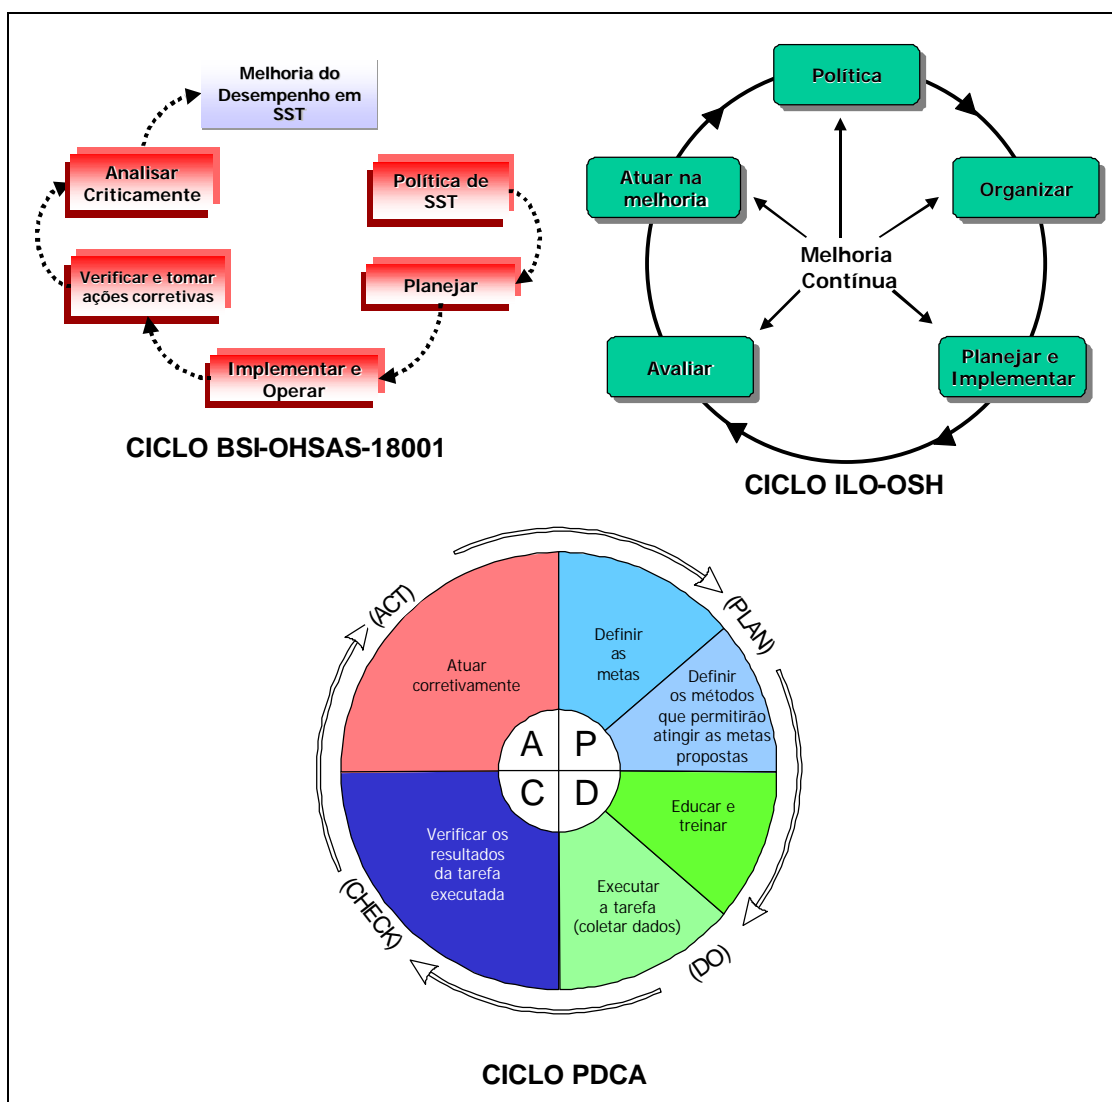 Melhoria do
Desempenho em
SST
Analisar
Criticamente
Política de
SST
Verificar e tomar
ações corretivas
Planejar
Implementar e
Operar
CICLO BSI-OHSAS-18001
Política
Atuar na
melhoria
Organizar
Melhoria
Contínua
Avaliar
Planejar e
Implementar
CICLO ILO-OSH
(ACT)
(PLAN)
Atuar
corretivamente
Definir
as
metas
Definir
os métodos
que permitirão
atingir as metas
propostas
A
P
C
D
Educar e
treinar
Verificar os
resultados
da tarefa
executada
Executar
a tarefa
(coletar dados)
(CHECK)
(DO)
CICLO PDCA